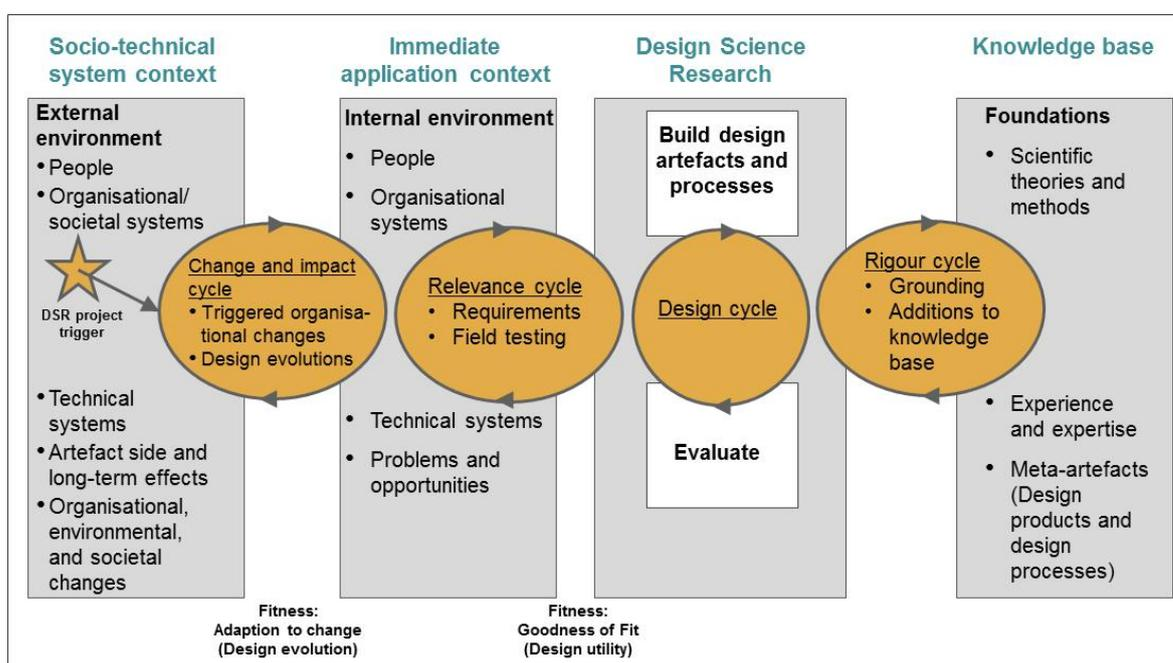 Socio-technical
system context
External
environment
• People
• Organisational/
societal systems
DSR project
trigger
• Technical
systems
• Artefact side and
long-term effects
• Organisational,
environmental,
and societal
changes
Change and impact
cycle
• Triggered organisa-
tional changes
• Design evolutions
Fitness:
Adaption to change
(Design evolution)
Immediate
application context
Internal environment
• People
• Organisational
systems
• Technical systems
• Problems and
opportunities
Relevance cycle
• Requirements
• Field testing
Fitness:
Goodness of Fit
(Design utility)
Design Science
Research
Build design
artefacts and
processes
Design cycle
Evaluate
Rigour cycle
• Grounding
• Additions to
knowledge
base
Knowledge base
Foundations
• Scientific
theories and
methods
• Experience
and expertise
• Meta-artefacts
(Design
products and
design
processes)